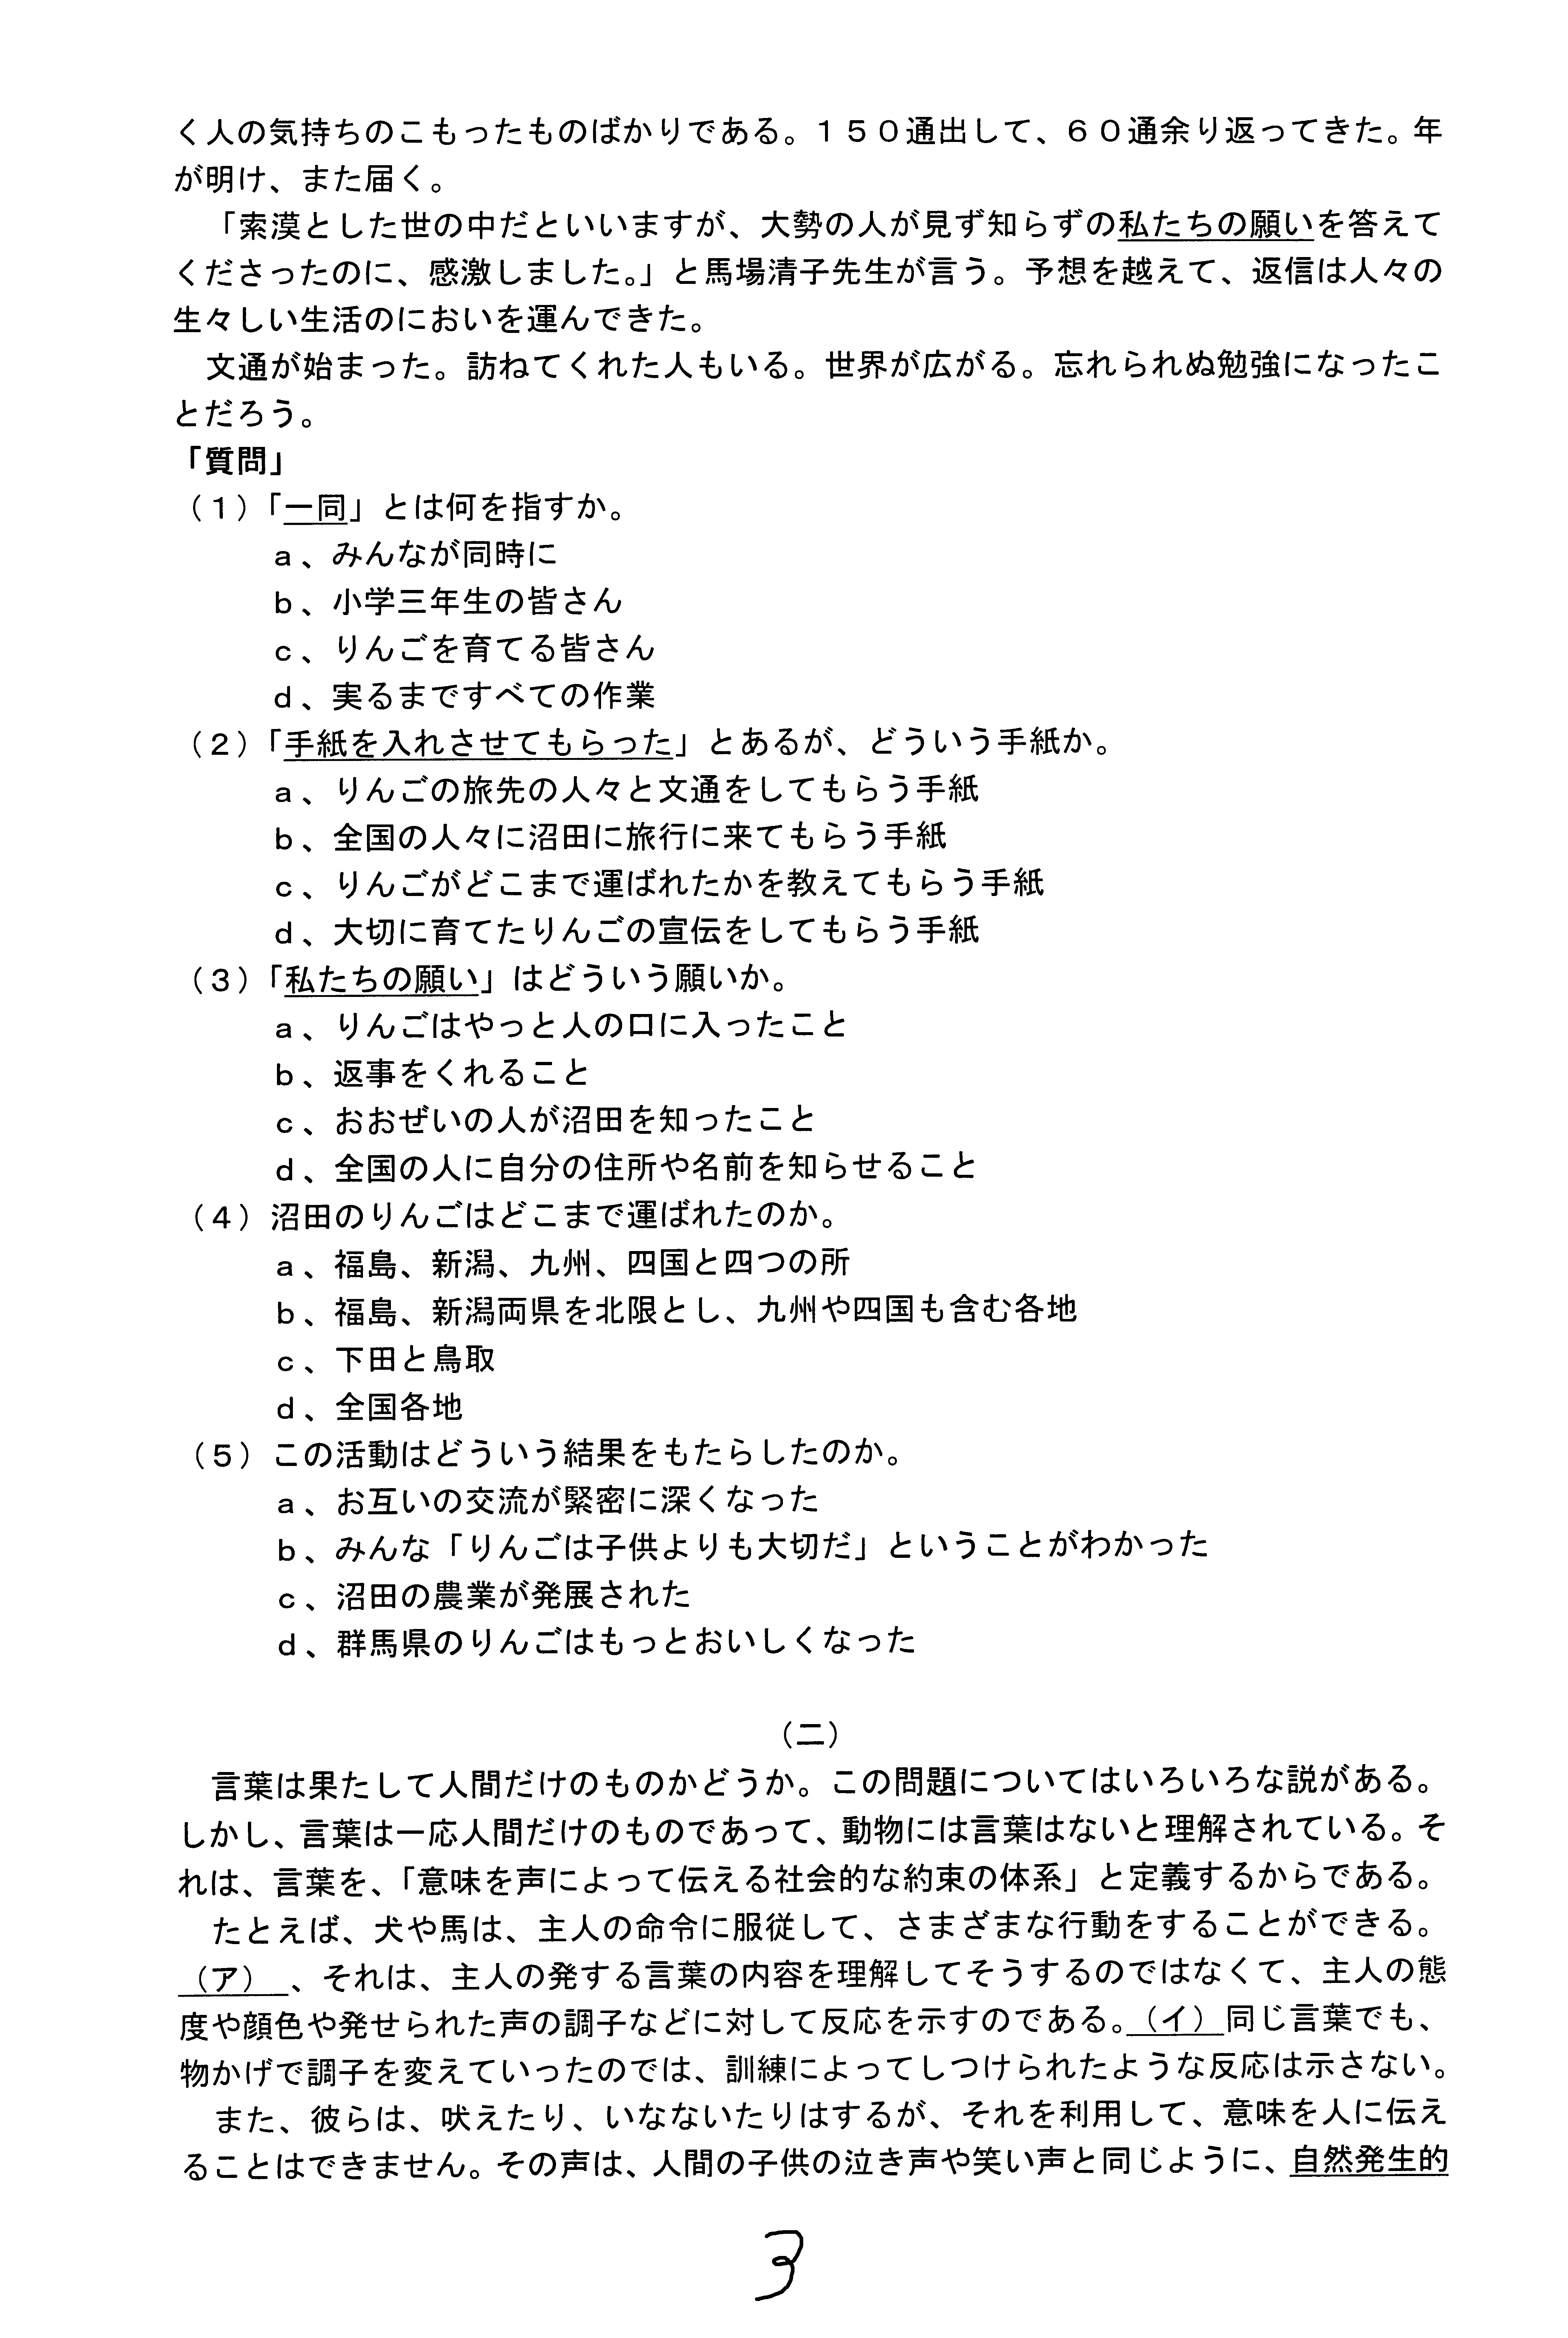 く人の気持ちのこもったものばかりである。１５０通出して、６０通余り返ってきた。年
が明け、また届く。
「索漠とした世の中だといいますが、大勢の人が見ず知らずの私たちの願いを答えて
くださったのに、感激しました。」と馬場清子先生が言う。予想を越えて、返信は人々の
生々しい生活のにおいを運んできた。
文通が始まった。訪ねてくれた人もいる。世界が広がる。忘れられぬ勉強になったこ
とだろう。
「質問」
（１）「一同」とは何を指すか。
ａ、みんなが同時に
ｂ、小学三年生の皆さん
ｃ、りんごを育てる皆さん
ｄ、実るまですべての作業
（２）「手紙を入れさせてもらった」とあるが、どういう手紙か。
ａ、りんごの旅先の人々と文通をしてもらう手紙
ｂ、全国の人々に沼田に旅行に来てもらう手紙
ｃ、りんごがどこまで運ばれたかを教えてもらう手紙
ｄ、大切に育てたりんごの宣伝をしてもらう手紙
（３）「私たちの願い」はどういう願いか。
ａ、りんごはやっと人の口に入ったこと
ｂ、返事をくれること
ｃ、おおぜいの人が沼田を知ったこと
ｄ、全国の人に自分の住所や名前を知らせること
（４）沼田のりんごはどこまで運ばれたのか。
ａ、福島、新潟、九州、四国と四つの所
ｂ、福島、新潟両県を北限とし、九州や四国も含む各地
ｃ、下田と鳥取
ｄ、全国各地
（５）この活動はどういう結果をもたらしたのか。
ａ、お互いの交流が緊密に深くなった
ｂ、みんな「りんごは子供よりも大切だ」ということがわかった
ｃ、沼田の農業が発展された
ｄ、群馬県のりんごはもっとおいしくなった
（二）
言葉は果たして人間だけのものかどうか。この問題についてはいろいろな説がある。
しかし、言葉は一応人間だけのものであって、動物には言葉はないと理解されている。そ
れは、言葉を、「意味を声によって伝える社会的な約束の体系」と定義するからである。
たとえば、犬や馬は、主人の命令に服従して、さまざまな行動をすることができる。
（ア）、それは、主人の発する言葉の内容を理解してそうするのではなくて、主人の態
度や顔色や発せられた声の調子などに対して反応を示すのである。（イ）同じ言葉でも、
物かげで調子を変えていったのでは、訓練によってしつけられたような反応は示さない。
また、彼らは、吠えたり、いなないたりはするが、それを利用して、意味を人に伝え
ることはできません。その声は、人間の子供の泣き声や笑い声と同じように、自然発生的
3